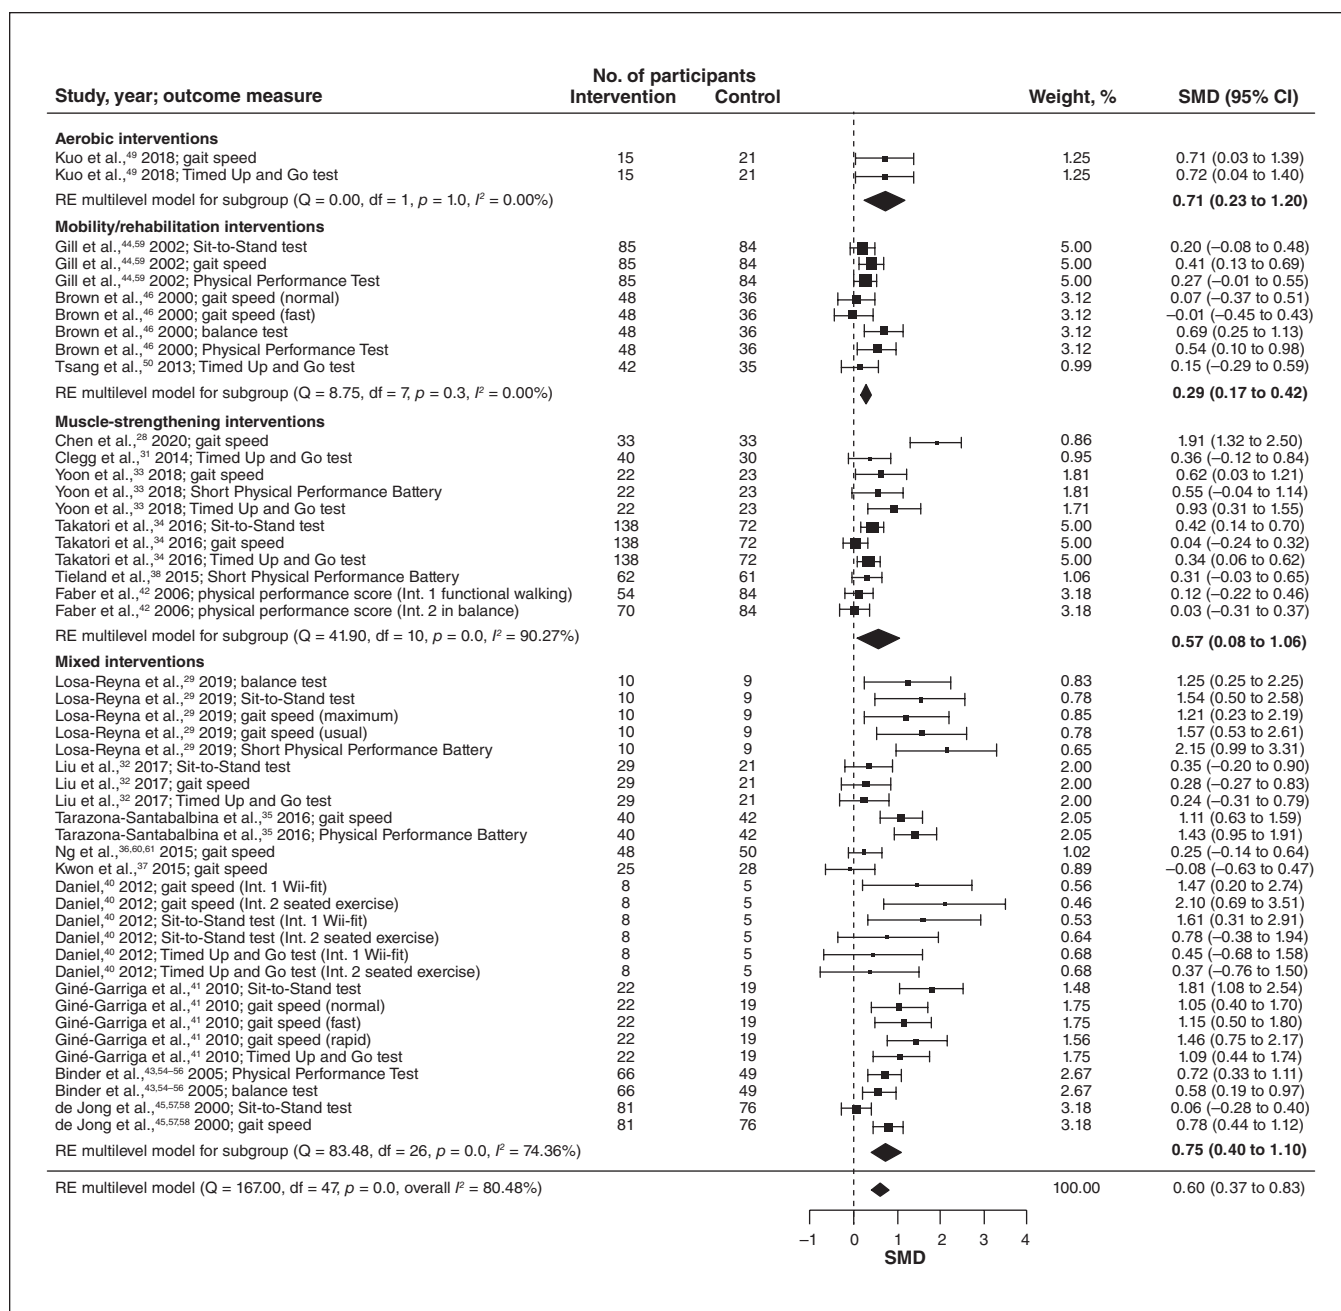 No. of participants
Study, year; outcome measure Intervention Control Weight, % SMD (95% CI)
Aerobic interventions
Kuo et al.,49 2018; gait speed 15 21 1.25 0.71 (0.03 to 1.39)
Kuo et al.,49 2018; Timed Up and Go test 15 21 1.25 0.72 (0.04 to 1.40)
RE multilevel model for subgroup (Q = 0.00, df = 1, p = 1.0, I2 = 0.00%) 0.71 (0.23 to 1.20)
Mobility/rehabilitation interventions
Gill et al.,44,59 2002; Sit-to-Stand test 85 84 5.00 0.20 (–0.08 to 0.48)
Gill et al.,44,59 2002; gait speed 85 84 5.00 0.41 (0.13 to 0.69)
Gill et al.,44,59 2002; Physical Performance Test 85 84 5.00 0.27 (–0.01 to 0.55)
Brown et al.,46 2000; gait speed (normal) 48 36 3.12 0.07 (–0.37 to 0.51)
Brown et al.,46 2000; gait speed (fast) 48 36 3.12 –0.01 (–0.45 to 0.43)
Brown et al.,46 2000; balance test 48 36 3.12 0.69 (0.25 to 1.13)
Brown et al.,46 2000; Physical Performance Test 48 36 3.12 0.54 (0.10 to 0.98)
Tsang et al.,50 2013; Timed Up and Go test 42 35 0.99 0.15 (–0.29 to 0.59)
RE multilevel model for subgroup (Q = 8.75, df = 7, p = 0.3, I2 = 0.00%) 0.29 (0.17 to 0.42)
Muscle-strengthening interventions
Chen et al.,28 2020; gait speed 33 33 0.86 1.91 (1.32 to 2.50)
Clegg et al.,31 2014; Timed Up and Go test 40 30 0.95 0.36 (–0.12 to 0.84)
Yoon et al.,33 2018; gait speed 22 23 1.81 0.62 (0.03 to 1.21)
Yoon et al.,33 2018; Short Physical Performance Battery 22 23 1.81 0.55 (–0.04 to 1.14)
Yoon et al.,33 2018; Timed Up and Go test 22 23 1.71 0.93 (0.31 to 1.55)
Takatori et al.,34 2016; Sit-to-Stand test 138 72 5.00 0.42 (0.14 to 0.70)
Takatori et al.,34 2016; gait speed 138 72 5.00 0.04 (–0.24 to 0.32)
Takatori et al.,34 2016; Timed Up and Go test 138 72 5.00 0.34 (0.06 to 0.62)
Tieland et al.,38 2015; Short Physical Performance Battery 62 61 1.06 0.31 (–0.03 to 0.65)
Faber et al.,42 2006; physical performance score (Int. 1 functional walking) 54 84 3.18 0.12 (–0.22 to 0.46)
Faber et al.,42 2006; physical performance score (Int. 2 in balance) 70 84 3.18 0.03 (–0.31 to 0.37)
RE multilevel model for subgroup (Q = 41.90, df = 10, p = 0.0, I2 = 90.27%) 0.57 (0.08 to 1.06)
Mixed interventions
Losa-Reyna et al.,29 2019; balance test 10 9 0.83 1.25 (0.25 to 2.25)
Losa-Reyna et al.,29 2019; Sit-to-Stand test 10 9 0.78 1.54 (0.50 to 2.58)
Losa-Reyna et al.,29 2019; gait speed (maximum) 10 9 0.85 1.21 (0.23 to 2.19)
Losa-Reyna et al.,29 2019; gait speed (usual) 10 9 0.78 1.57 (0.53 to 2.61)
Losa-Reyna et al.,29 2019; Short Physical Performance Battery 10 9 0.65 2.15 (0.99 to 3.31)
Liu et al.,32 2017; Sit-to-Stand test 29 21 2.00 0.35 (–0.20 to 0.90)
Liu et al.,32 2017; gait speed 29 21 2.00 0.28 (–0.27 to 0.83)
Liu et al.,32 2017; Timed Up and Go test 29 21 2.00 0.24 (–0.31 to 0.79)
Tarazona-Santabalbina et al.,35 2016; gait speed 40 42 2.05 1.11 (0.63 to 1.59)
Tarazona-Santabalbina et al.,35 2016; Physical Performance Battery 40 42 2.05 1.43 (0.95 to 1.91)
Ng et al.,36,60,61 2015; gait speed 48 50 1.02 0.25 (–0.14 to 0.64)
Kwon et al.,37 2015; gait speed 25 28 0.89 –0.08 (–0.63 to 0.47)
Daniel,40 2012; gait speed (Int. 1 Wii-fit) 8 5 0.56 1.47 (0.20 to 2.74)
Daniel,40 2012; gait speed (Int. 2 seated exercise) 8 5 0.46 2.10 (0.69 to 3.51)
Daniel,40 2012; Sit-to-Stand test (Int. 1 Wii-fit) 8 5 0.53 1.61 (0.31 to 2.91)
Daniel,40 2012; Sit-to-Stand test (Int. 2 seated exercise) 8 5 0.64 0.78 (–0.38 to 1.94)
Daniel,40 2012; Timed Up and Go test (Int. 1 Wii-fit) 8 5 0.68 0.45 (–0.68 to 1.58)
Daniel,40 2012; Timed Up and Go test (Int. 2 seated exercise) 8 5 0.68 0.37 (–0.76 to 1.50)
Giné-Garriga et al.,41 2010; Sit-to-Stand test 22 19 1.48 1.81 (1.08 to 2.54)
Giné-Garriga et al.,41 2010; gait speed (normal) 22 19 1.75 1.05 (0.40 to 1.70)
Giné-Garriga et al.,41 2010; gait speed (fast) 22 19 1.75 1.15 (0.50 to 1.80)
Giné-Garriga et al.,41 2010; gait speed (rapid) 22 19 1.56 1.46 (0.75 to 2.17)
Giné-Garriga et al.,41 2010; Timed Up and Go test 22 19 1.75 1.09 (0.44 to 1.74)
Binder et al.,43,54–56 2005; Physical Performance Test 66 49 2.67 0.72 (0.33 to 1.11)
Binder et al.,43,54–56 2005; balance test 66 49 2.67 0.58 (0.19 to 0.97)
de Jong et al.,45,57,58 2000; Sit-to-Stand test 81 76 3.18 0.06 (–0.28 to 0.40)
de Jong et al.,45,57,58 2000; gait speed 81 76 3.18 0.78 (0.44 to 1.12)
RE multilevel model for subgroup (Q = 83.48, df = 26, p = 0.0, I2 = 74.36%) 0.75 (0.40 to 1.10)
RE multilevel model (Q = 167.00, df = 47, p = 0.0, overall I2 = 80.48%) 100.00 0.60 (0.37 to 0.83)
–1 0 1 2 3 4
SMD